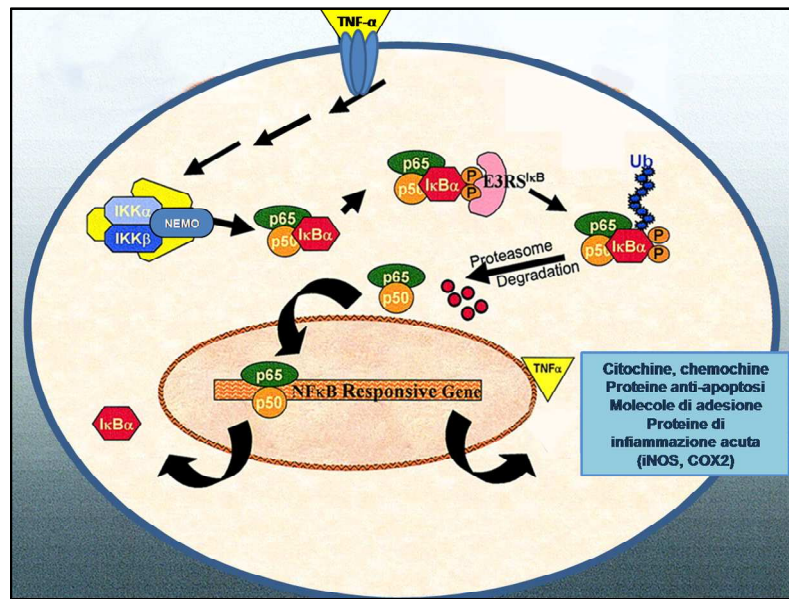 TNF-α
Ub
p65
p50
IκBα
P
P
E3RS^IκB
IKKα
IKKβ
NEMO
p65
p50
IκBα
p65
p50
IκBα
P
P
Proteasome
Degradation
p65
p50
TNFα
p65
p50
NFκB Responsive Gene
IκBα
Citochine, chemochine
Proteine anti-apoptosi
Molecole di adesione
Proteine di
infiammazione acuta
(iNOS, COX2)